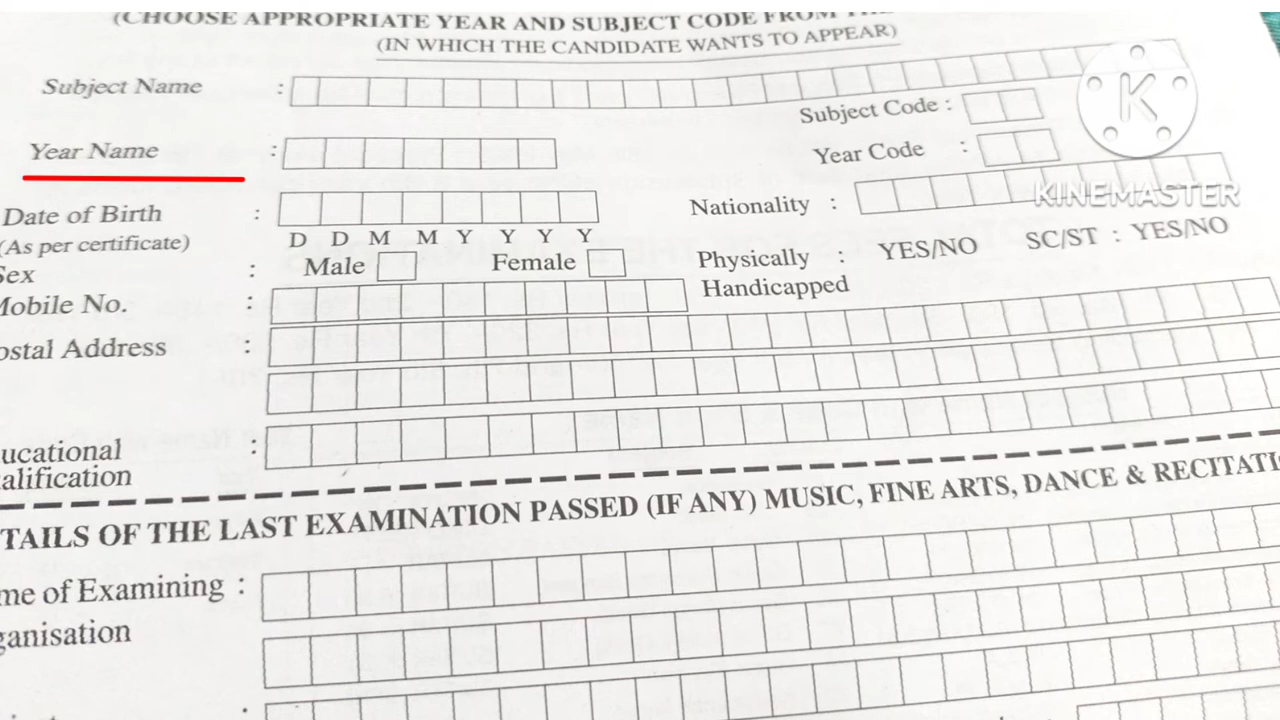 (CHOOSE APPROPRIATE YEAR AND SUBJECT CODE FROM THE
(IN WHICH THE CANDIDATE WANTS TO APPEAR)
Subject Name :
Subject Code :
Year Name :
Year Code :
Date of Birth :
(As per certificate)
D D M M Y Y Y Y
Nationality :
Sex : Male Female
Physically Handicapped : YES/NO SC/ST : YES/NO
Mobile No. :
ostal Address :
ucational
alification :
TAILS OF THE LAST EXAMINATION PASSED (IF ANY) MUSIC, FINE ARTS, DANCE & RECITATI
me of Examining :
ganisation
K
KINEMASTER